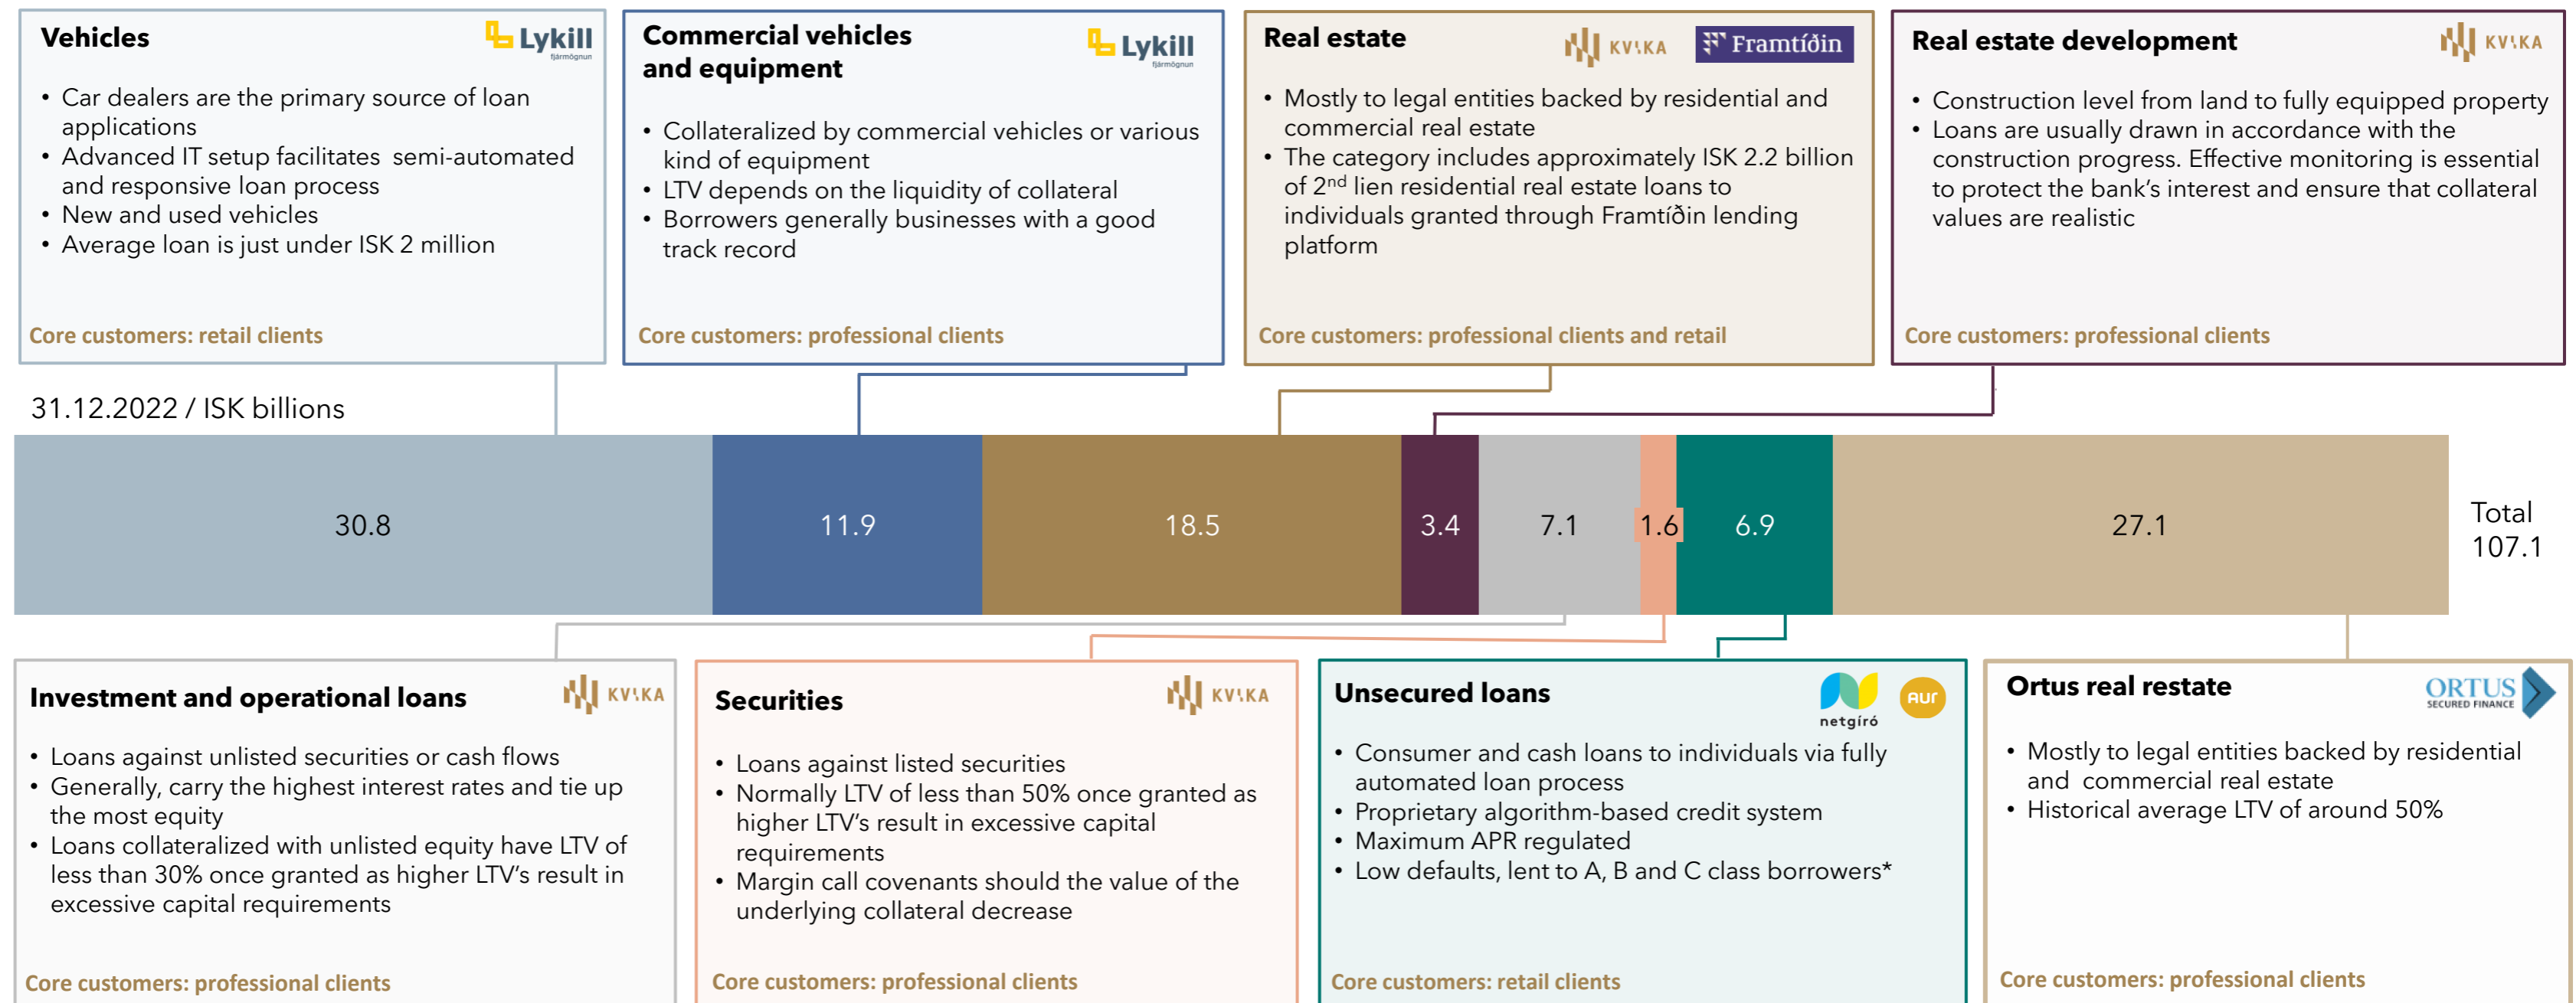 Vehicles
Lykill
fjármögnun
• Car dealers are the primary source of loan
applications
• Advanced IT setup facilitates semi-automated
and responsive loan process
• New and used vehicles
• Average loan is just under ISK 2 million
Core customers: retail clients
Commercial vehicles
and equipment
Lykill
fjármögnun
• Collateralized by commercial vehicles or various
kind of equipment
• LTV depends on the liquidity of collateral
• Borrowers generally businesses with a good
track record
Core customers: professional clients
Real estate
KVIKA
Framtíðin
• Mostly to legal entities backed by residential and
commercial real estate
• The category includes approximately ISK 2.2 billion
of 2nd lien residential real estate loans to
individuals granted through Framtíðin lending
platform
Core customers: professional clients and retail
Real estate development
KVIKA
• Construction level from land to fully equipped property
• Loans are usually drawn in accordance with the
construction progress. Effective monitoring is essential
to protect the bank's interest and ensure that collateral
values are realistic
Core customers: professional clients
31.12.2022 / ISK billions
30.8
11.9
18.5
3.4
7.1
1.6
6.9
27.1
Total
107.1
Investment and operational loans
KVIKA
• Loans against unlisted securities or cash flows
• Generally, carry the highest interest rates and tie up
the most equity
• Loans collateralized with unlisted equity have LTV of
less than 30% once granted as higher LTV's result in
excessive capital requirements
Core customers: professional clients
Securities
KVIKA
• Loans against listed securities
• Normally LTV of less than 50% once granted as
higher LTV's result in excessive capital
requirements
• Margin call covenants should the value of the
underlying collateral decrease
Core customers: professional clients
Unsecured loans
netgíró
AUR
• Consumer and cash loans to individuals via fully
automated loan process
• Proprietary algorithm-based credit system
• Maximum APR regulated
• Low defaults, lent to A, B and C class borrowers*
Core customers: retail clients
Ortus real restate
ORTUS
SECURED FINANCE
• Mostly to legal entities backed by residential
and commercial real estate
• Historical average LTV of around 50%
Core customers: professional clients